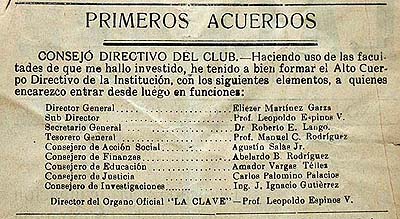 PRIMEROS ACUERDOS
CONSEJÓ DIRECTIVO DEL CLUB.—Haciendo uso de las facul-
tades de que me hallo investido, he tenido a bien formar el Alto Cuer-
po Directivo de la Institución, con los siguientes elementos, a quienes
encarezco entrar desde luego en funciones:
Director General Eliezer Martínez Garza
Sub Director Prof. Leopoldo Espinos V.
Secretario General Dr Roberto E. Lango.
Tesorero General Prof. Manuel C. Rodríguez
Consejero de Acción Social Agustín Salas Jr.
Consejero de Finanzas Abelardo B. Rodríguez
Consejero de Educación Amador Vargas Téllez
Consejero de Justicia Carlos Palomino Palacios
Consejero de Investigaciones Ing. J. Ignacio Gutiérrez
Director del Organo Oficial "LA CLAVE"—Prof. Leopoldo Espinos V.